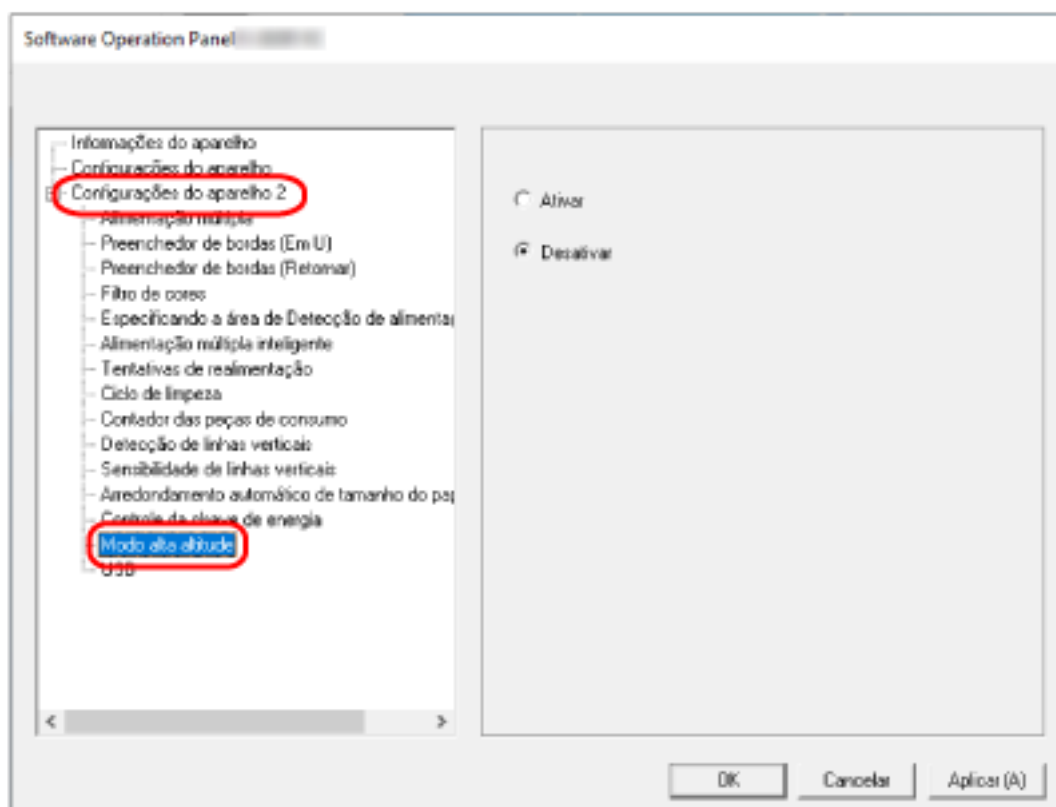 Software Operation Panel
Informações do aparelho
Configurações do aparelho
Configurações do aparelho 2
Alimentação múltipla
Preenchedor de bordas (Em U)
Preenchedor de bordas (Retornar)
Filtro de cores
Especificando a área de Detecção de alimentaç
Alimentação múltipla inteligente
Tentativas de realimentação
Ciclo de limpeza
Contador das peças de consumo
Detecção de linhas verticais
Sensibilidade de linhas verticais
Arredondamento automático de tamanho do pap
Controle da chave de energia
Modo alta altitude
USB
Ativar
Desativar
OK
Cancelar
Aplicar (A)